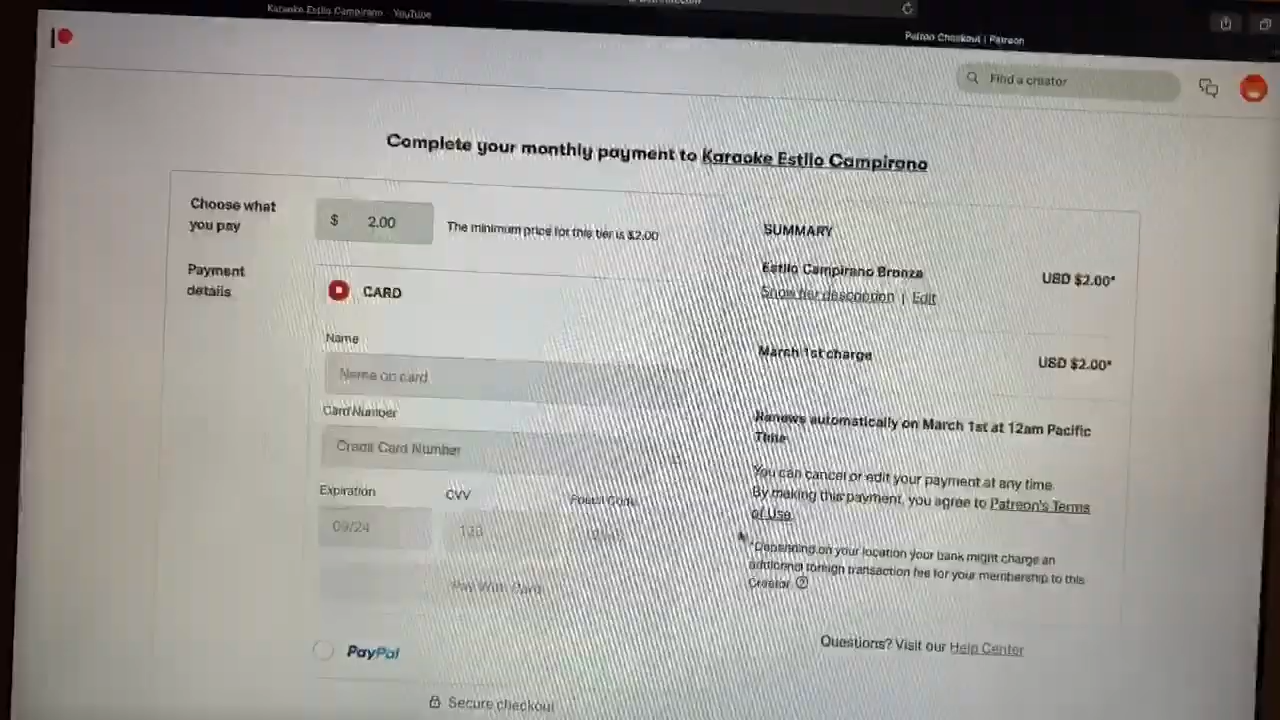 Karaoke Estilo Campirano - YouTube
Patron Checkout | Patreon
Find a creator
Complete your monthly payment to Karaoke Estilo Campirano
Choose what
you pay
$ 2.00
The minimum price for this tier is $2.00
Payment
details
CARD
Name
Name on card
Card Number
Credit Card Number
Expiration
CVV
Postal Code
09/24
123
Pay With Card
PayPal
Secure checkout
SUMMARY
Estilo Campirano Bronze
USD $2.00*
Show tier description | Edit
March 1st charge
USD $2.00*
Renews automatically on March 1st at 12am Pacific
Time
You can cancel or edit your payment at any time.
By making this payment, you agree to Patreon's Terms
of Use
*Depending on your location your bank might charge an
additional foreign transaction fee for your membership to this
Creator
Questions? Visit our Help Center